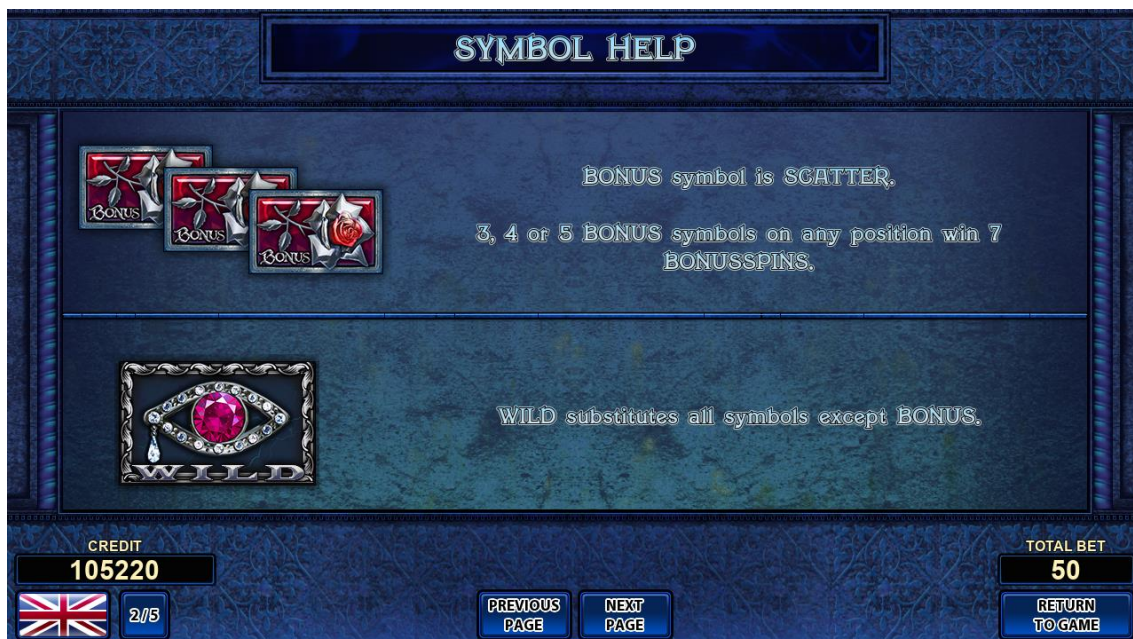 SYMBOL HELP
BONUS
BONUS
BONUS
BONUS symbol is SCATTER.
3, 4 or 5 BONUS symbols on any position win 7
BONUSSPINS.
WILD
WILD substitutes all symbols except BONUS.
CREDIT
105220
TOTAL BET
50
2/5
PREVIOUS
PAGE
NEXT
PAGE
RETURN
TO GAME